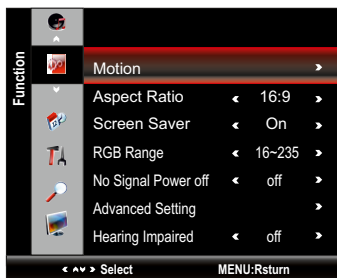 Function
Motion
Aspect Ratio 16:9
Screen Saver On
RGB Range 16~235
No Signal Power off off
Advanced Setting
Hearing Impaired off
Select MENU:Rsturn